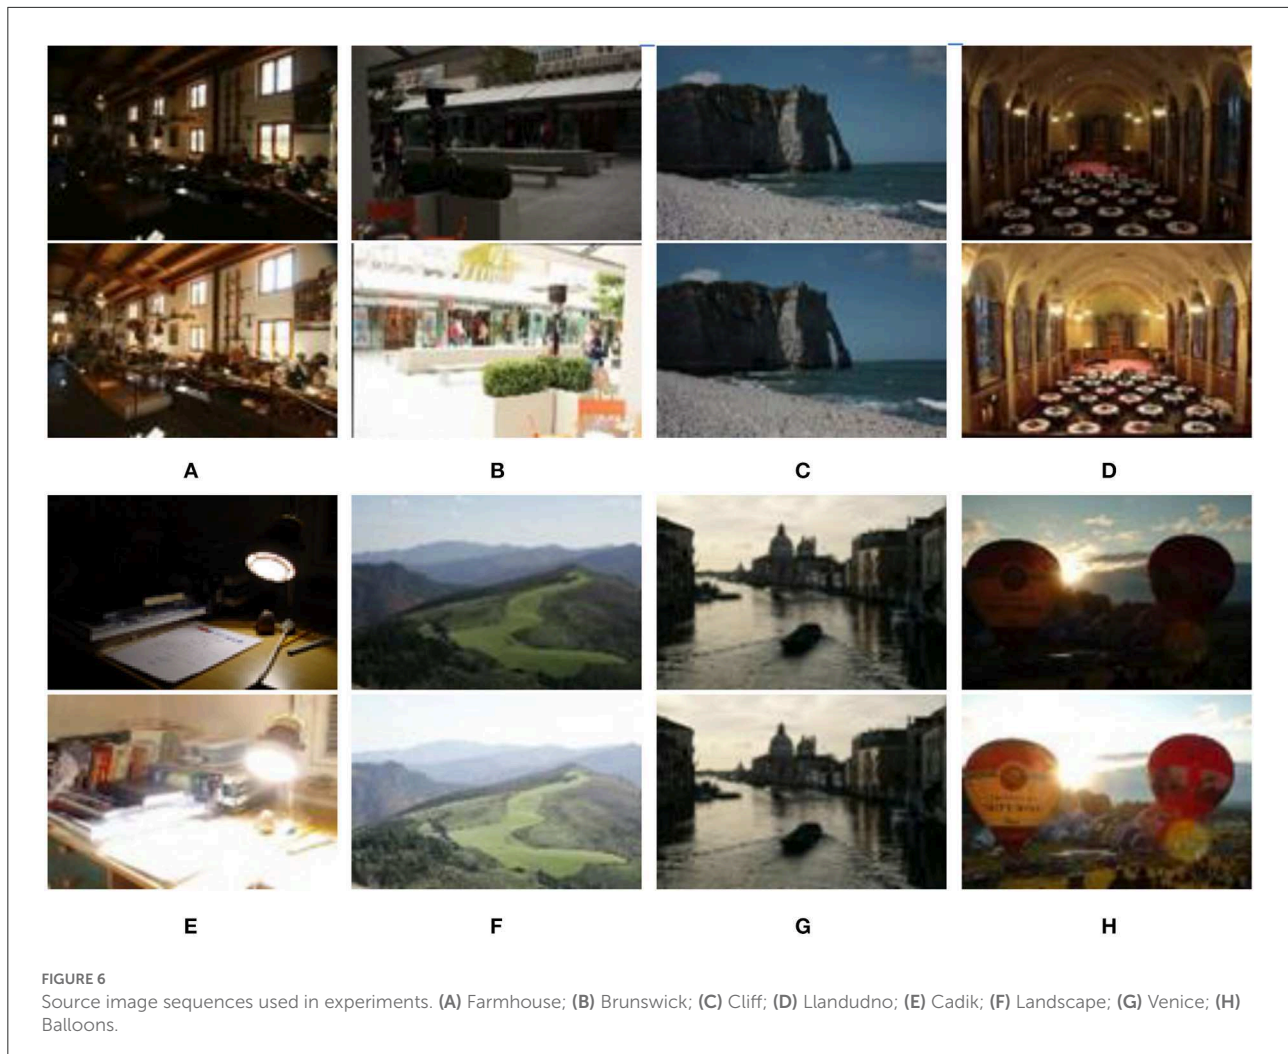 A B C D
E F G H
FIGURE 6
Source image sequences used in experiments. (A) Farmhouse; (B) Brunswick; (C) Cliff; (D) Llandudno; (E) Cadik; (F) Landscape; (G) Venice; (H)
Balloons.